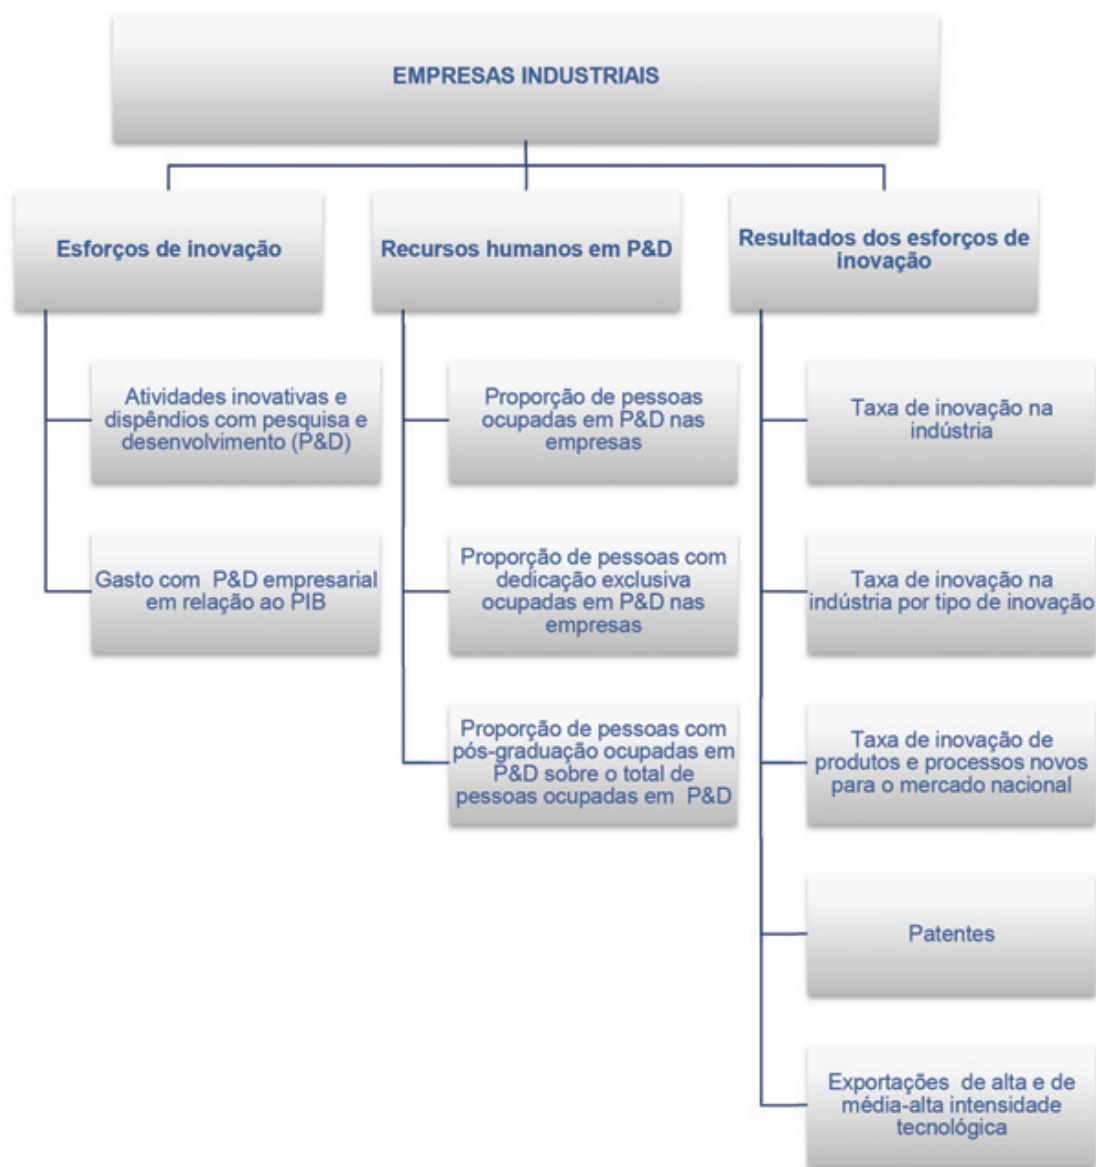 EMPRESAS INDUSTRIAIS
Esforços de inovação
Atividades inovativas e
dispêndios com pesquisa e
desenvolvimento (P&D)
Gasto com P&D empresarial
em relação ao PIB
Recursos humanos em P&D
Proporção de pessoas
ocupadas em P&D nas
empresas
Proporção de pessoas com
dedicação exclusiva
ocupadas em P&D nas
empresas
Proporção de pessoas com
pós-graduação ocupadas em
P&D sobre o total de
pessoas ocupadas em P&D
Resultados dos esforços de
inovação
Taxa de inovação na
indústria
Taxa de inovação na
indústria por tipo de inovação
Taxa de inovação de
produtos e processos novos
para o mercado nacional
Patentes
Exportações de alta e de
média-alta intensidade
tecnológica